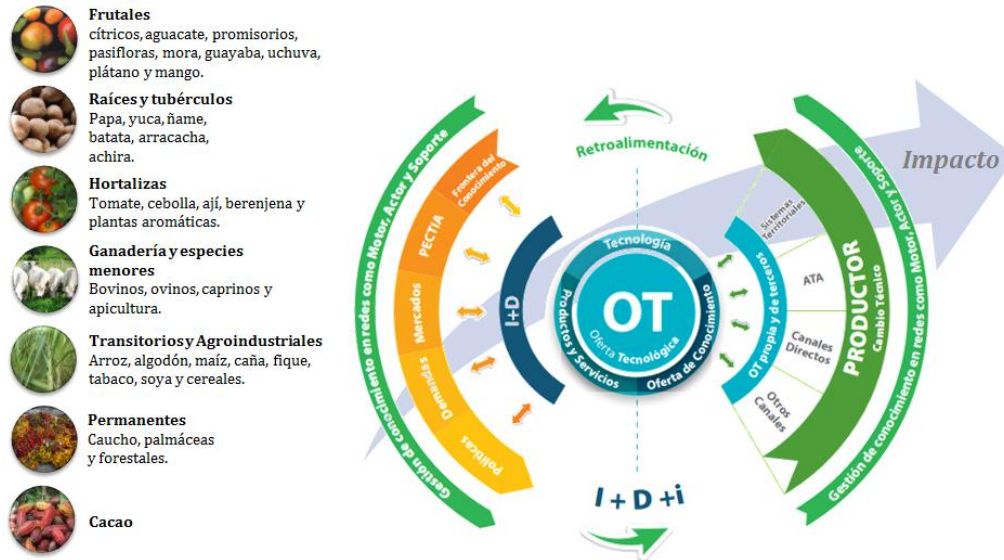 Frutales
cítricos, aguacate, promisorios,
pasifloras, mora, guayaba, uchuva,
plátano y mango.
Raíces y tubérculos
Papa, yuca, ñame,
batata, arracacha,
achira.
Hortalizas
Tomate, cebolla, ají, berenjena y
plantas aromáticas.
Ganadería y especies
menores
Bovinos, ovinos, caprinos y
apicultura.
Transitorios y Agroindustriales
Arroz, algodón, maíz, caña, fique,
tabaco, soya y cereales.
Permanentes
Caucho, palmáceas
y forestales.
Cacao
Gestión de conocimiento en redes como Motor, Actor y Soporte
Frontera del
Conocimiento
PECTIA
Mercados
Demandas
Políticas
I+D
Retroalimentación
Tecnología
Productos y Servicios
Oferta de Conocimiento
OT
Oferta Tecnológica
I + D +i
OT propia y de terceros
Sistemas
Territoriales
ATA
Canales
Directos
Otros
Canales
PRODUCTOR
Cambio Técnico
Gestión de conocimiento en redes como Motor, Actor y Soporte
Impacto